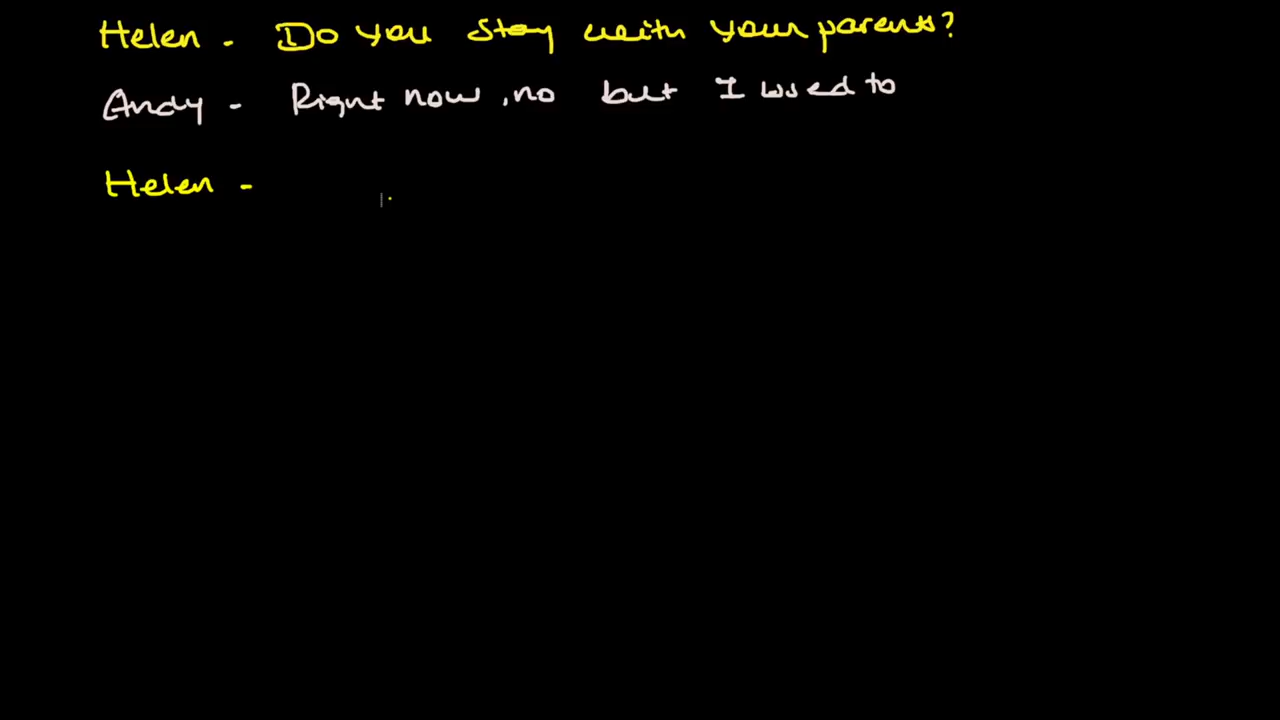 Helen - Do you stay with your parents?
Andy - Right now, no but I used to
Helen -